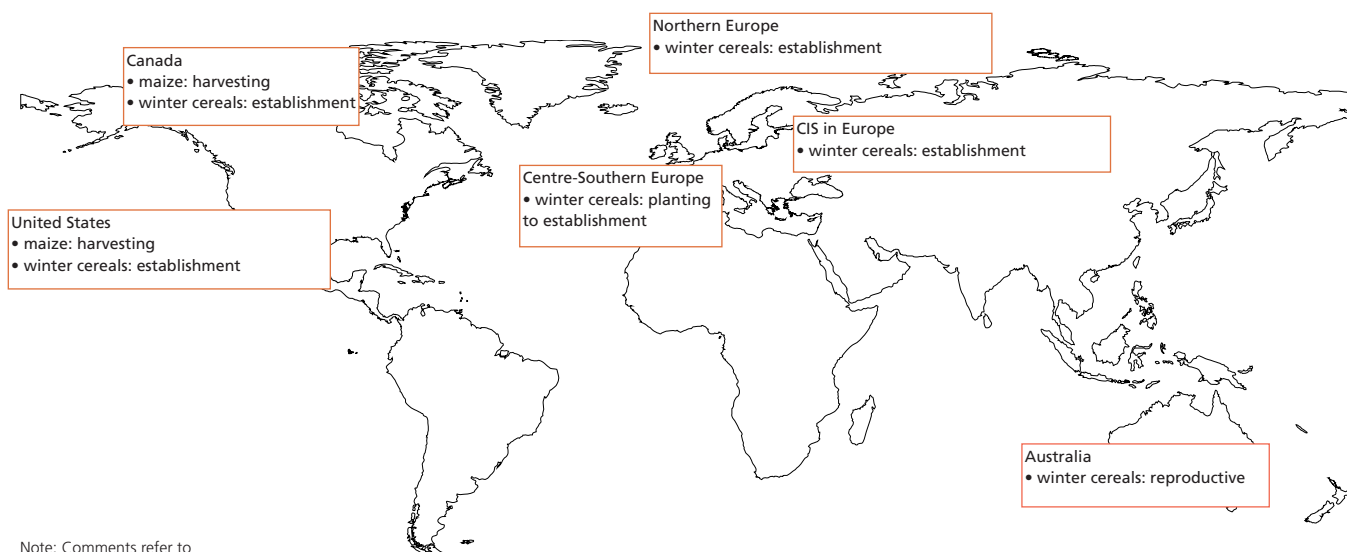 Northern Europe
• winter cereals: establishment
Canada
• maize: harvesting
• winter cereals: establishment
CIS in Europe
• winter cereals: establishment
Centre-Southern Europe
• winter cereals: planting
to establishment
United States
• maize: harvesting
• winter cereals: establishment
Australia
• winter cereals: reproductive
Note: Comments refer to